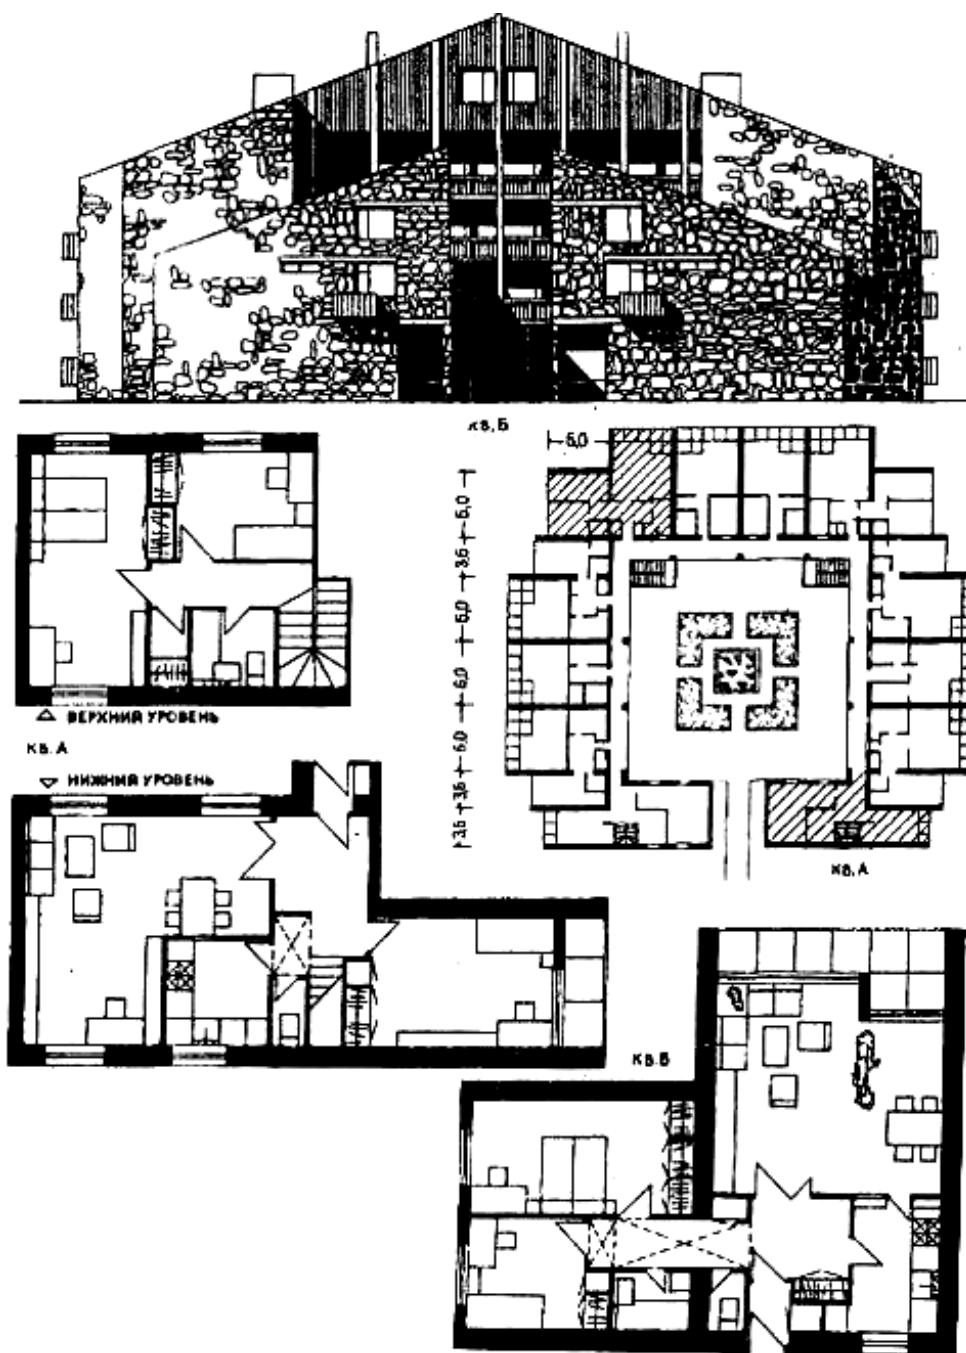 кв. Б
5,0
3,6 6,0
6,0
6,0
3,6 3,6 6,0
△ ВЕРХНИЙ УРОВЕНЬ
кв. А
▽ НИЖНИЙ УРОВЕНЬ
кв. А
кв. Б